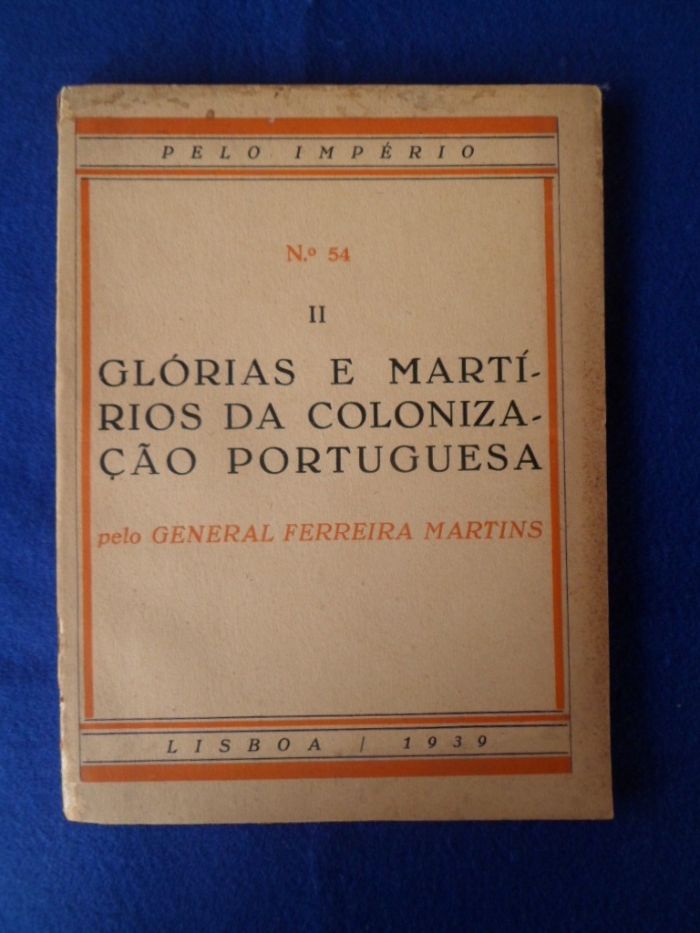 PELO IMPÉRIO
N.º 54
II
GLÓRIAS E MARTÍ-
RIOS DA COLONIZA-
ÇÃO PORTUGUESA
pelo GENERAL FERREIRA MARTINS
LISBOA / 1939